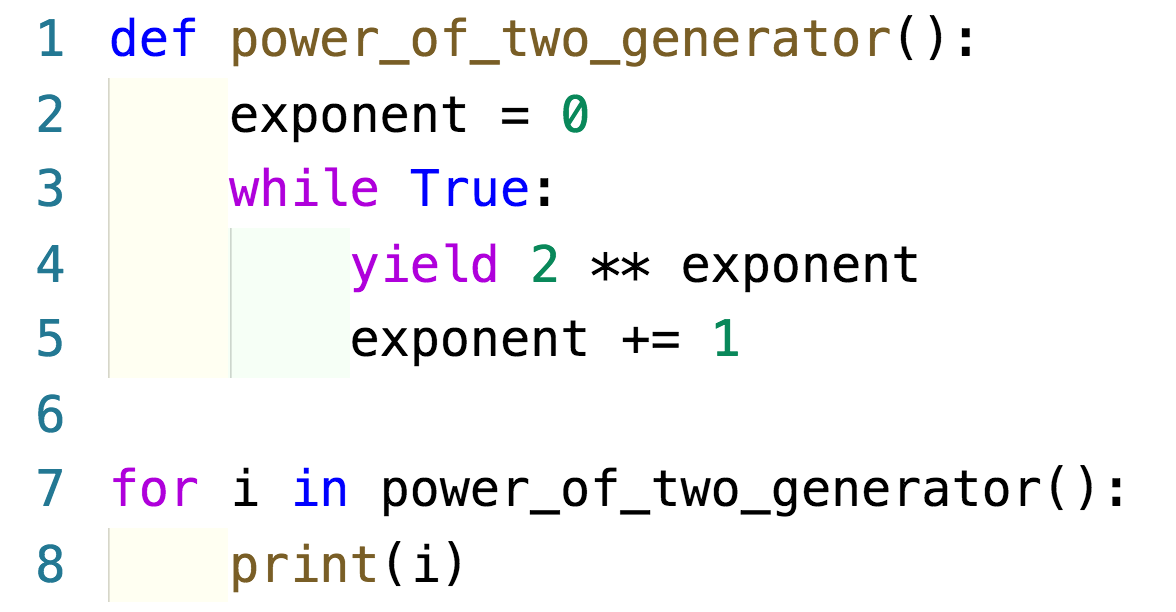 1 def power_of_two_generator():
2     exponent = 0
3     while True:
4         yield 2 ** exponent
5         exponent += 1
6
7 for i in power_of_two_generator():
8     print(i)